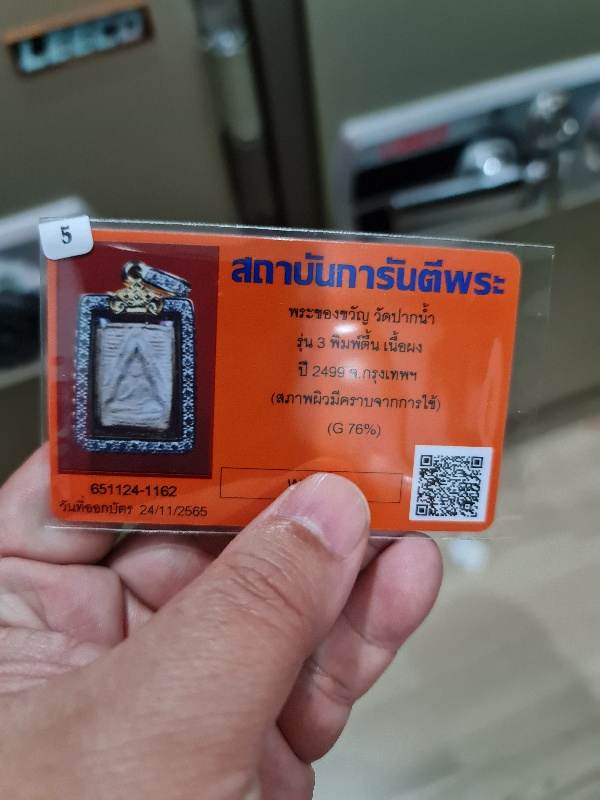 LEECO
5
สถาบันการันตีพระ
พระของขวัญ วัดปากน้ำ
รุ่น 3 พิมพ์ตื้น เนื้อผง
ปี 2499 จ.กรุงเทพฯ
(สภาพผิวมีคราบจากการใช้)
(G 76%)
651124-1162
วันที่ออกบัตร 24/11/2565